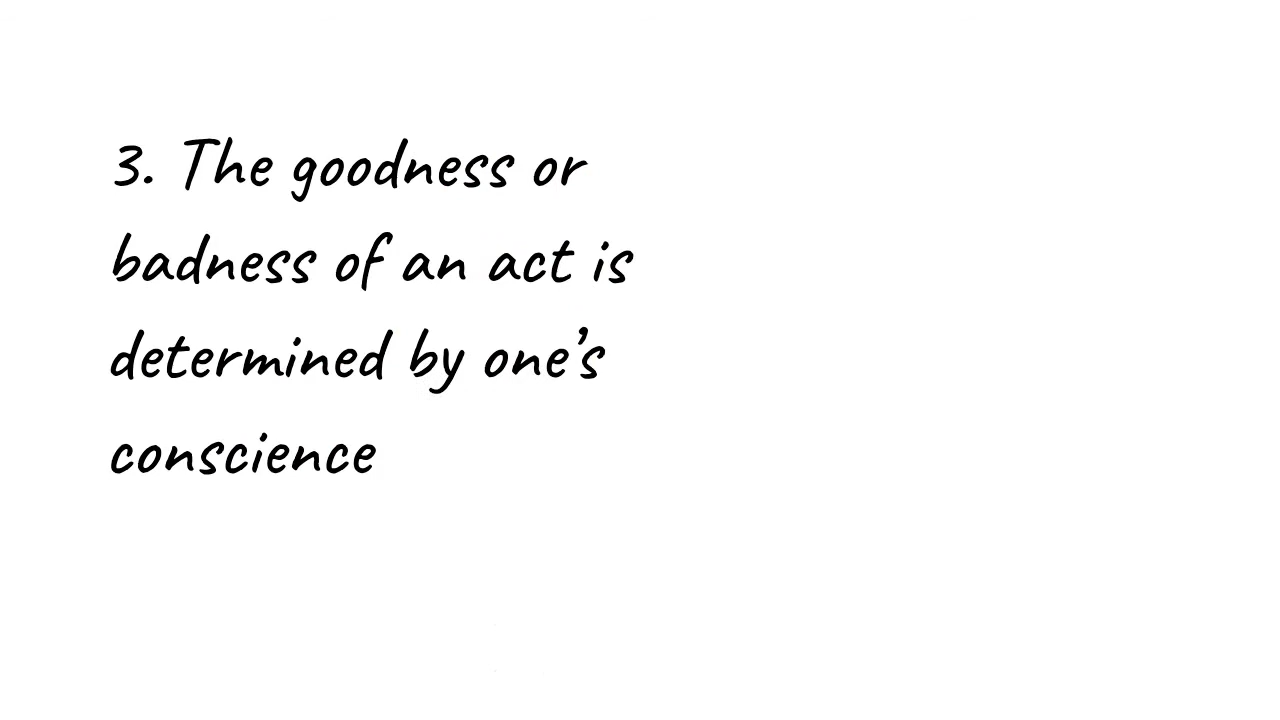 3. The goodness or
badness of an act is
determined by one’s
conscience